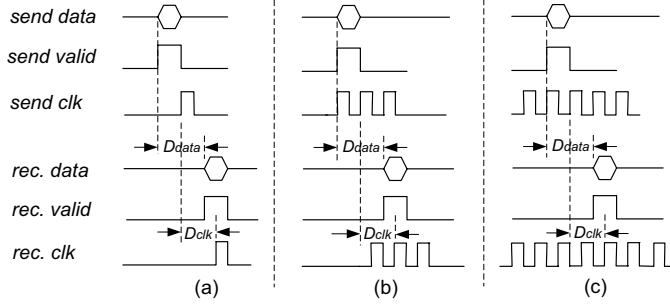 send data
send valid
send clk
Ddata Ddata Ddata
rec. data
rec. valid
Dclk Dclk Dclk
rec. clk
(a) (b) (c)